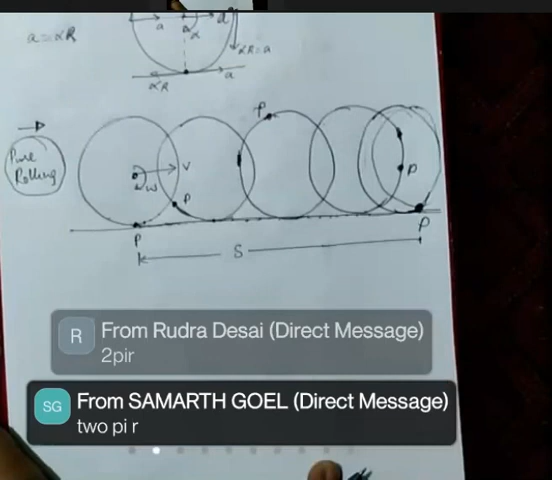 a = αR
a
α
αR = a
αR
a
Pure
Rolling
P
V
ω
P
P
P
P
S
R
From Rudra Desai (Direct Message)
2pir
SG
From SAMARTH GOEL (Direct Message)
two pi r